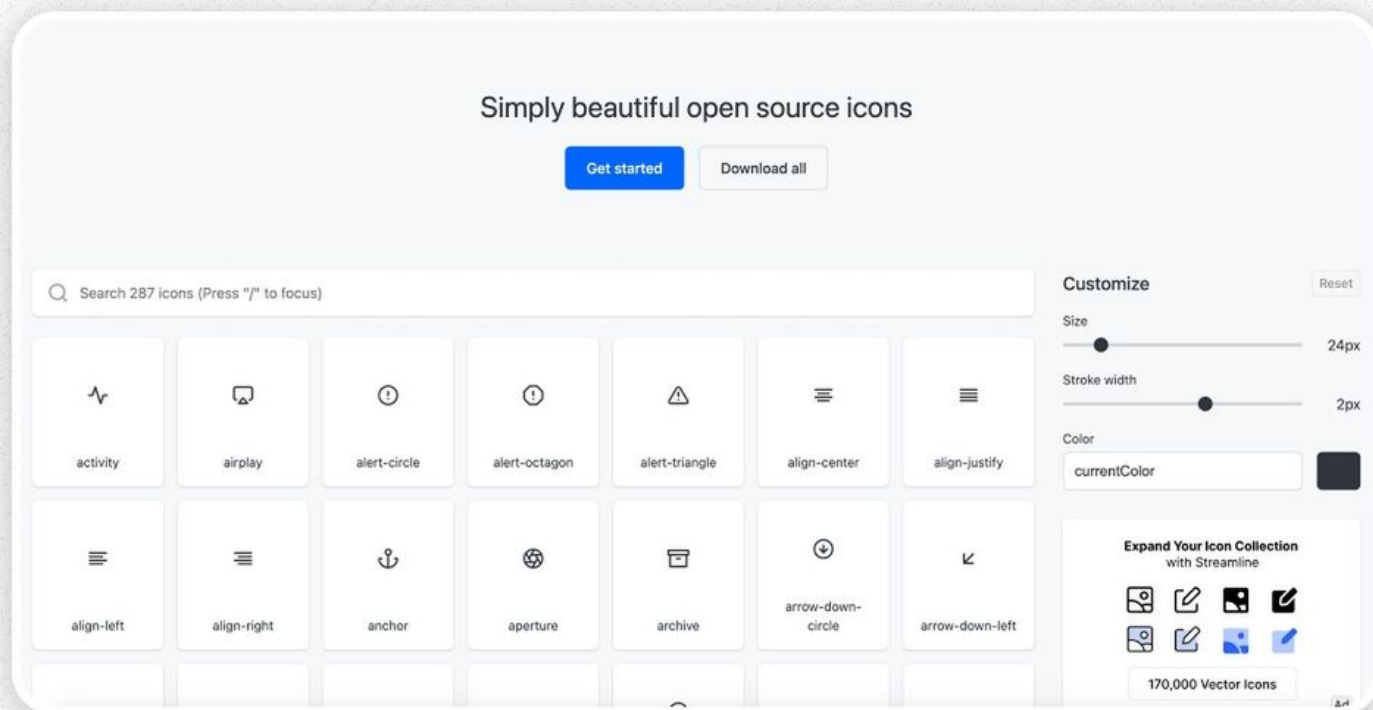 Simply beautiful open source icons
Get started
Download all
Search 287 icons (Press "/" to focus)
activity
airplay
alert-circle
alert-octagon
alert-triangle
align-center
align-justify
align-left
align-right
anchor
aperture
archive
arrow-down-
circle
arrow-down-left
Customize
Reset
Size
24px
Stroke width
2px
Color
currentColor
Expand Your Icon Collection
with Streamline
170,000 Vector Icons
Ad